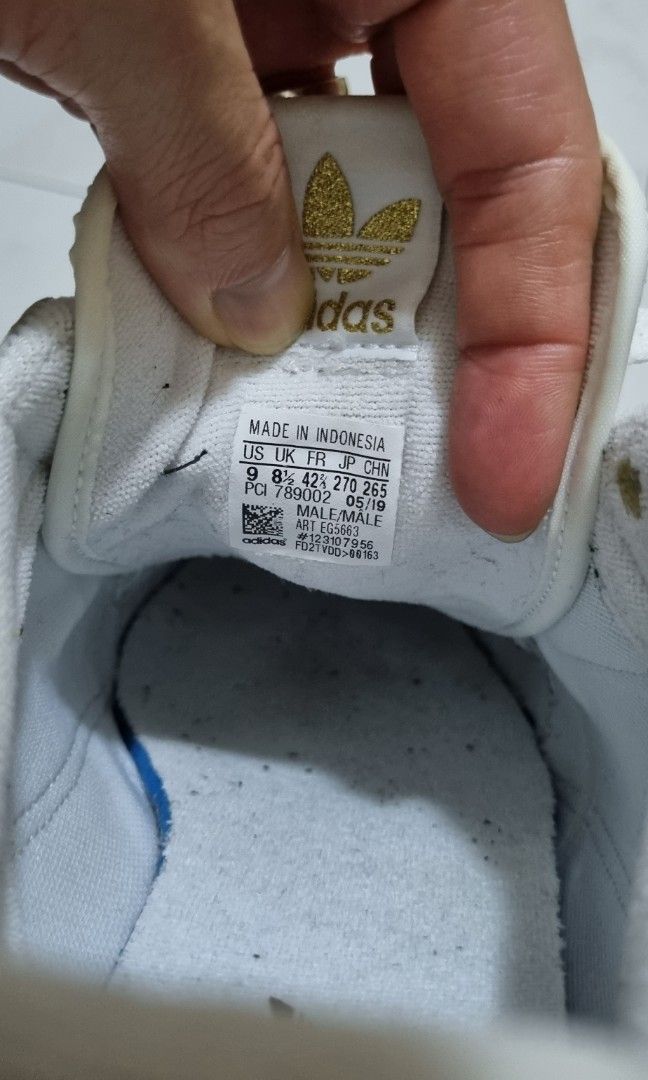 adidas
MADE IN INDONESIA
US UK FR JP CHN
9 8½ 42⅔ 270 265
PCI 789002 05/19
MALE/MÂLE
ART EG5663
#123107956
adidas FD2TVDD>00163